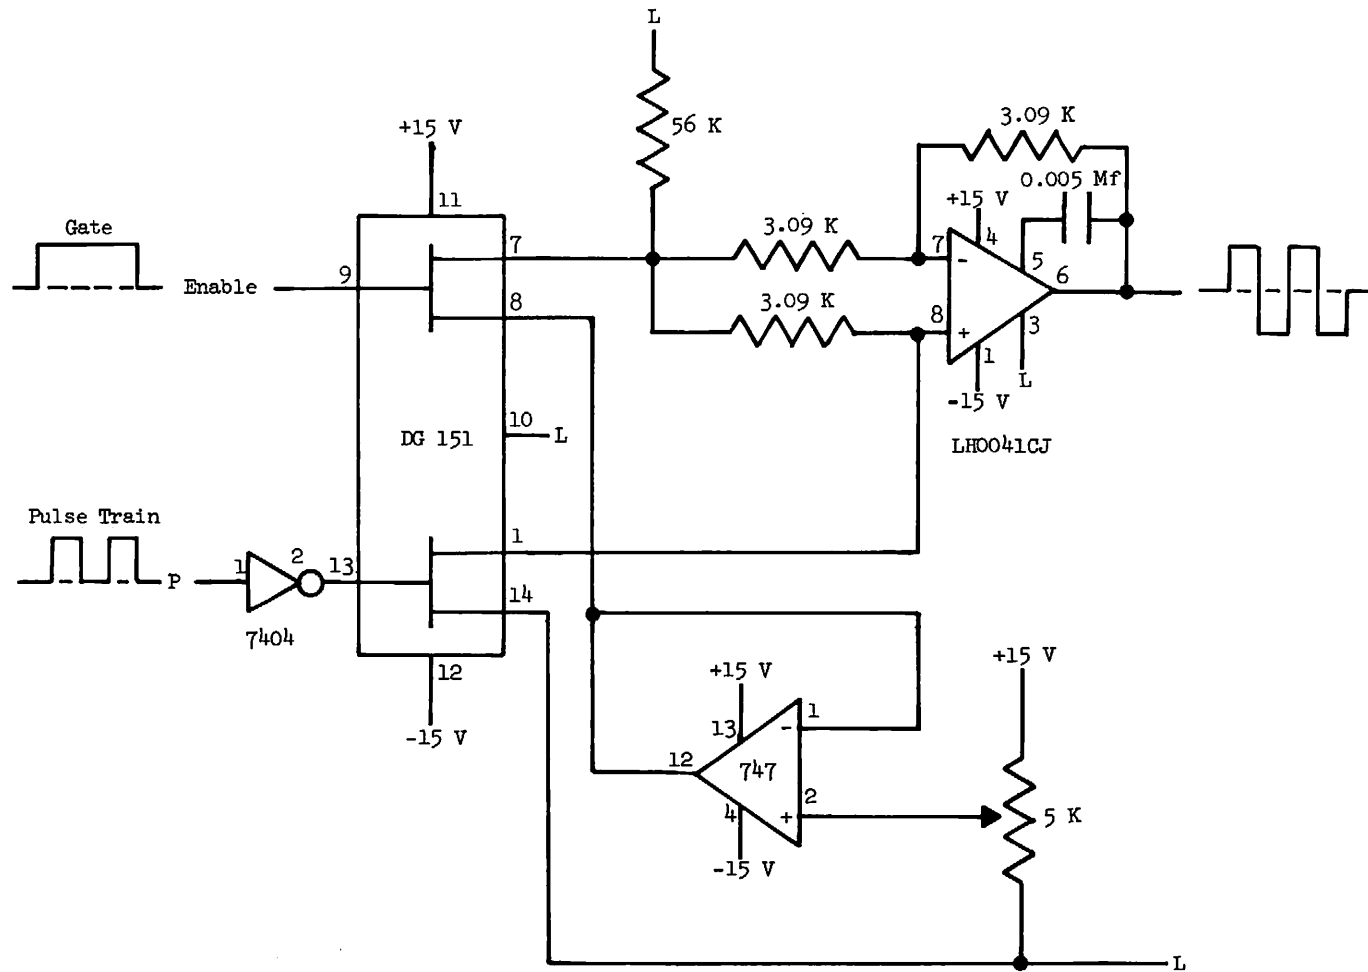 L
56 K
3.09 K
+15 V
0.005 Mf
11
+15 V
Gate
3.09 K
7
7
-
4
5
6
9
Enable
8
3.09 K
8
+
1
3
L
-15 V
10
L
DG 151
LH0041CJ
Pulse Train
1
2
13
P
1
14
7404
12
+15 V
+15 V
-15 V
13
1
-
12
747
2
5 K
4
+
-15 V
L